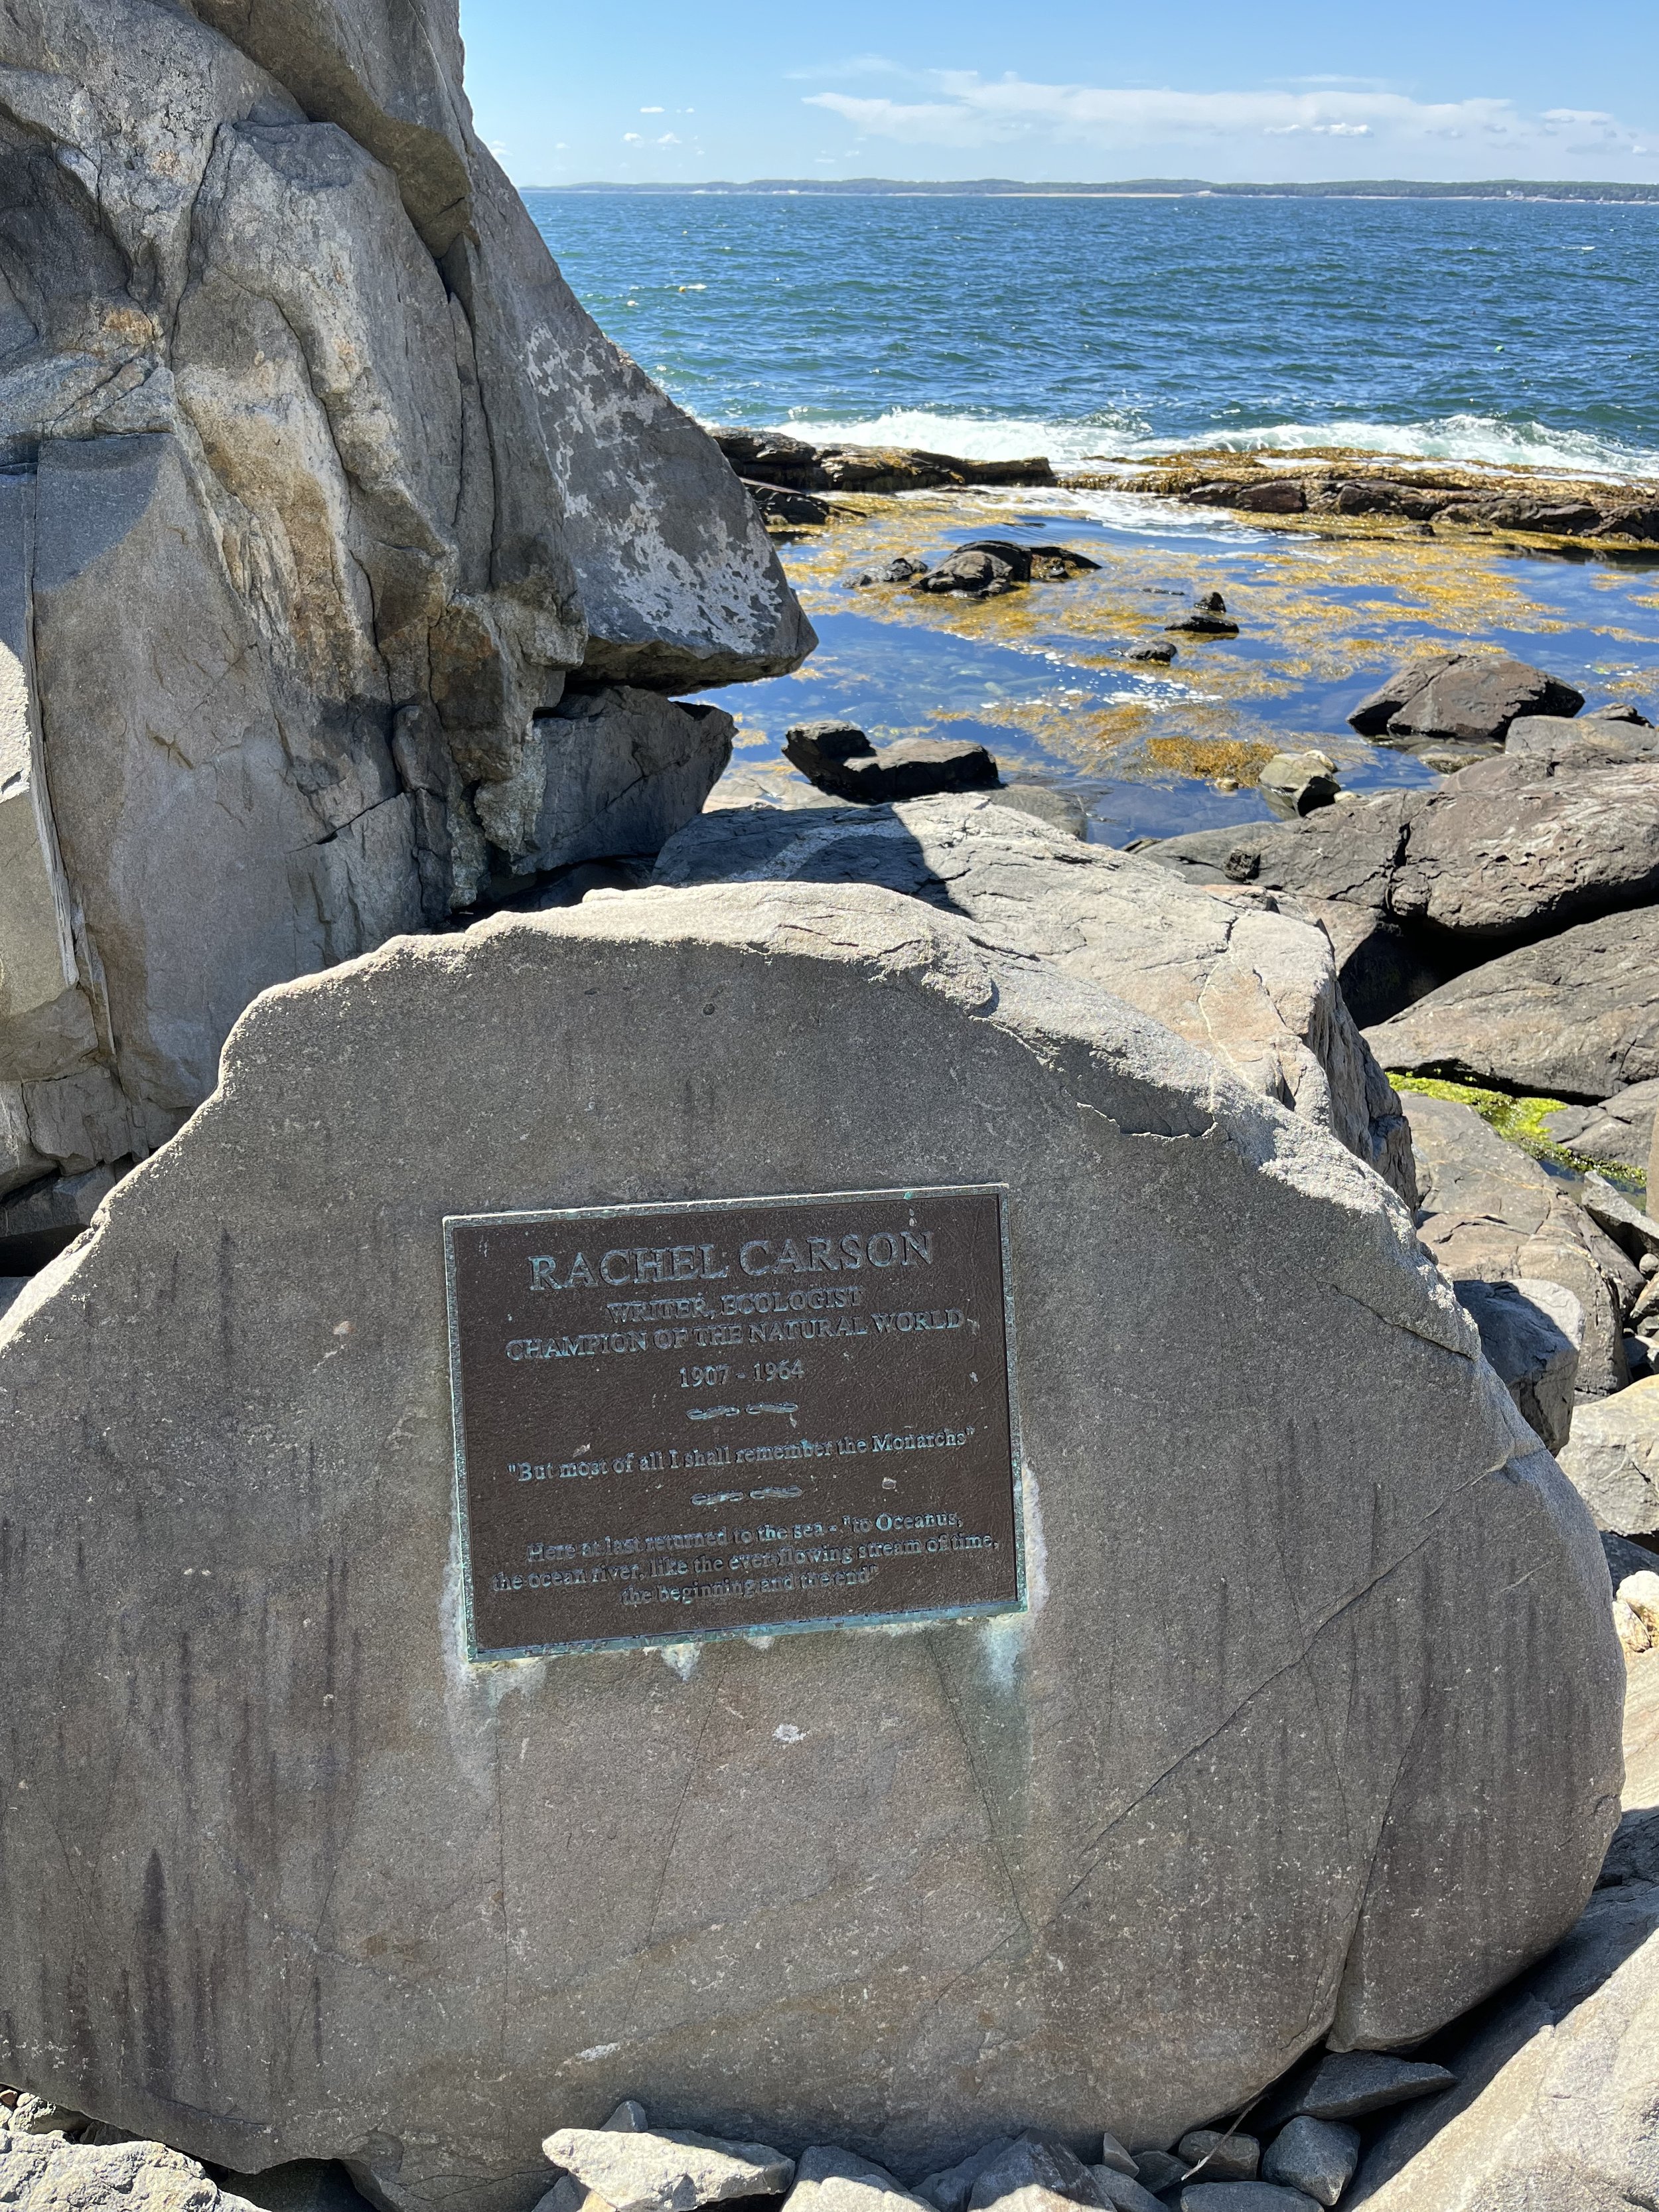 RACHEL CARSON
WRITER, ECOLOGIST
CHAMPION OF THE NATURAL WORLD
1907 - 1964
"But most of all I shall remember the Monarchs"
Here at last returned to the sea - "to Oceanus,
the ocean river, like the ever-flowing stream of time,
the beginning and the end"